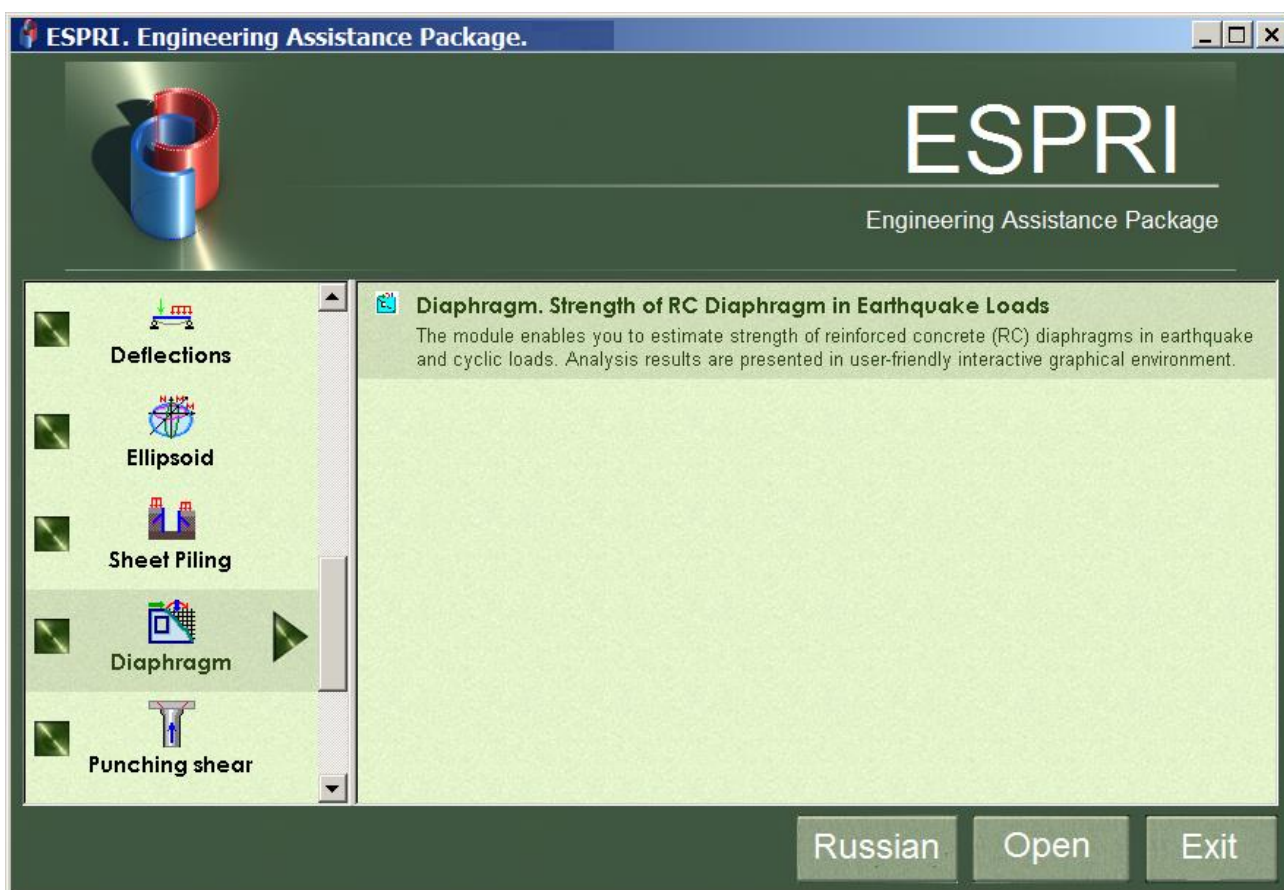 ESPRI. Engineering Assistance Package.
ESPRI
Engineering Assistance Package
Deflections
Ellipsoid
Sheet Piling
Diaphragm
Punching shear
Diaphragm. Strength of RC Diaphragm in Earthquake Loads
The module enables you to estimate strength of reinforced concrete (RC) diaphragms in earthquake
and cyclic loads. Analysis results are presented in user-friendly interactive graphical environment.
Russian
Open
Exit